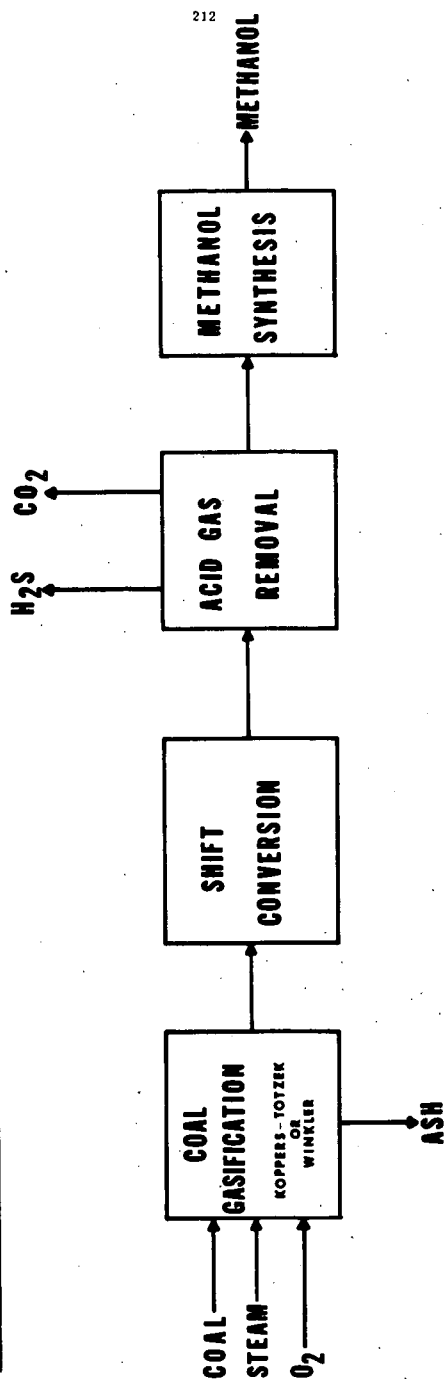 212
COAL
STEAM
O₂
COAL
GASIFICATION
KOPPERS-TOTZEK
OR
WINKLER
ASH
SHIFT
CONVERSION
H₂S
CO₂
ACID GAS
REMOVAL
METHANOL
SYNTHESIS
METHANOL